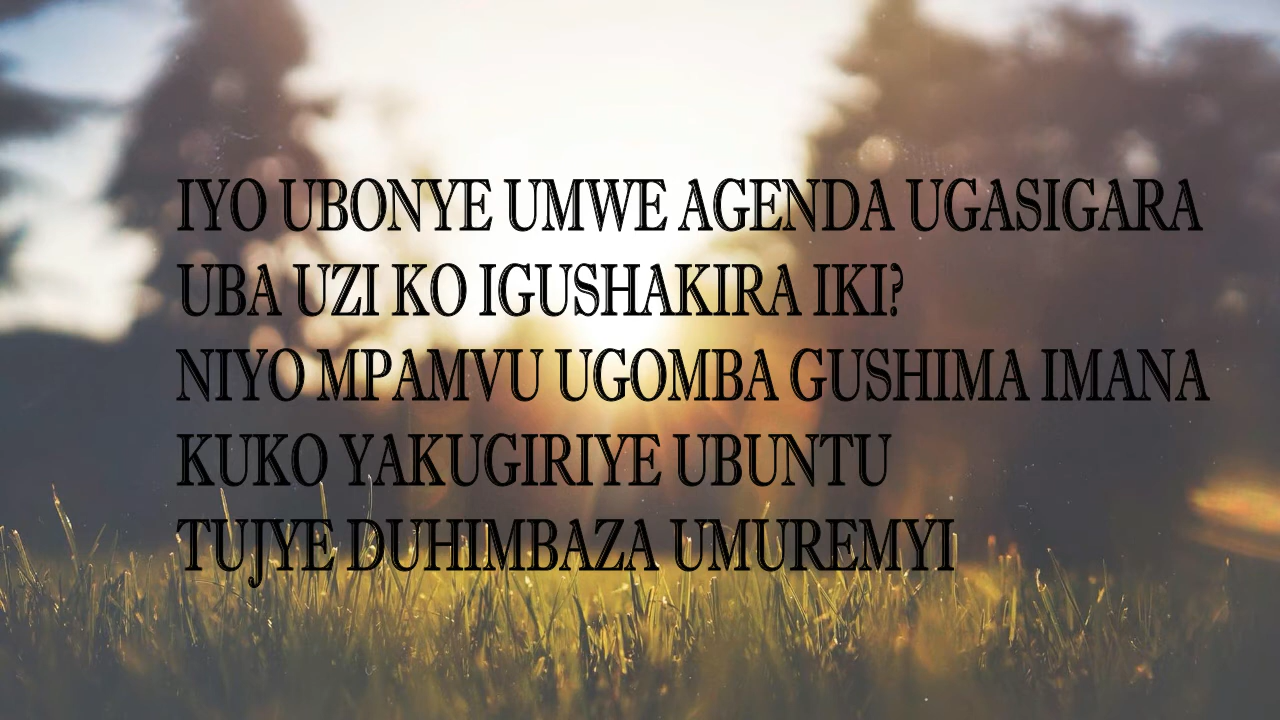 IYO UBONYE UMWE AGENDA UGASIGARA
UBA UZI KO IGUSHAKIRA IKI?
NIYO MPAMVU UGOMBA GUSHIMA IMANA
KUKO YAKUGIRIYE UBUNTU
TUJYE DUHIMBAZA UMUREMYI